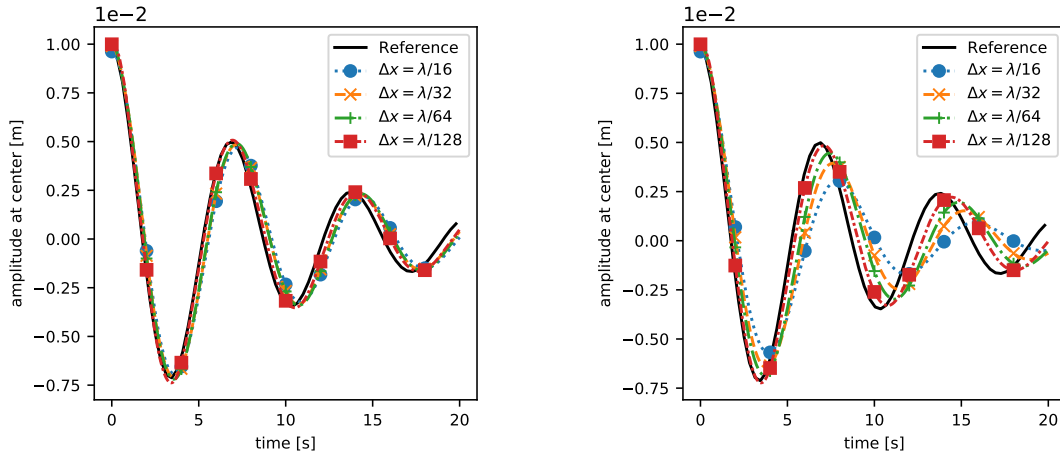 1e−2
amplitude at center [m]
1.00
0.75
0.50
0.25
0.00
−0.25
−0.50
−0.75
0
5
10
15
20
time [s]
Reference
Δx = λ/16
Δx = λ/32
Δx = λ/64
Δx = λ/128
1e−2
amplitude at center [m]
1.00
0.75
0.50
0.25
0.00
−0.25
−0.50
−0.75
0
5
10
15
20
time [s]
Reference
Δx = λ/16
Δx = λ/32
Δx = λ/64
Δx = λ/128